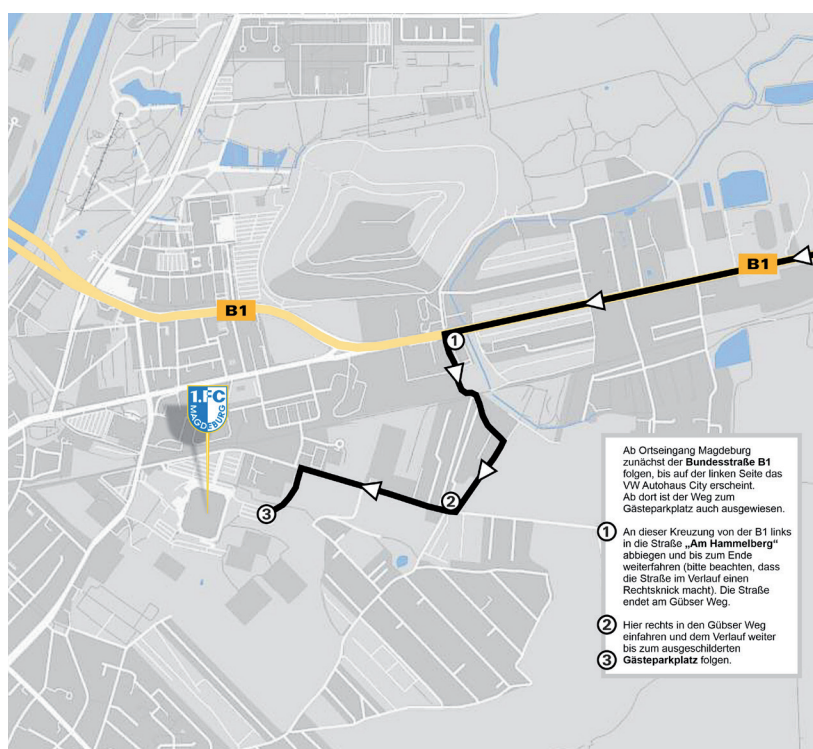 B1
B1
1.FC
MAGDEBURG
1
2
3
Ab Ortseingang Magdeburg
zunächst der Bundesstraße B1
folgen, bis auf der linken Seite das
VW Autohaus City erscheint.
Ab dort ist der Weg zum
Gästeparkplatz auch ausgewiesen.
1 An dieser Kreuzung von der B1 links
in die Straße „Am Hammelberg“
abbiegen und bis zum Ende
weiterfahren (bitte beachten, dass
die Straße im Verlauf einen
Rechtsknick macht). Die Straße
endet am Gübser Weg.
2 Hier rechts in den Gübser Weg
einfahren und dem Verlauf weiter
bis zum ausgeschilderten
3 Gästeparkplatz folgen.